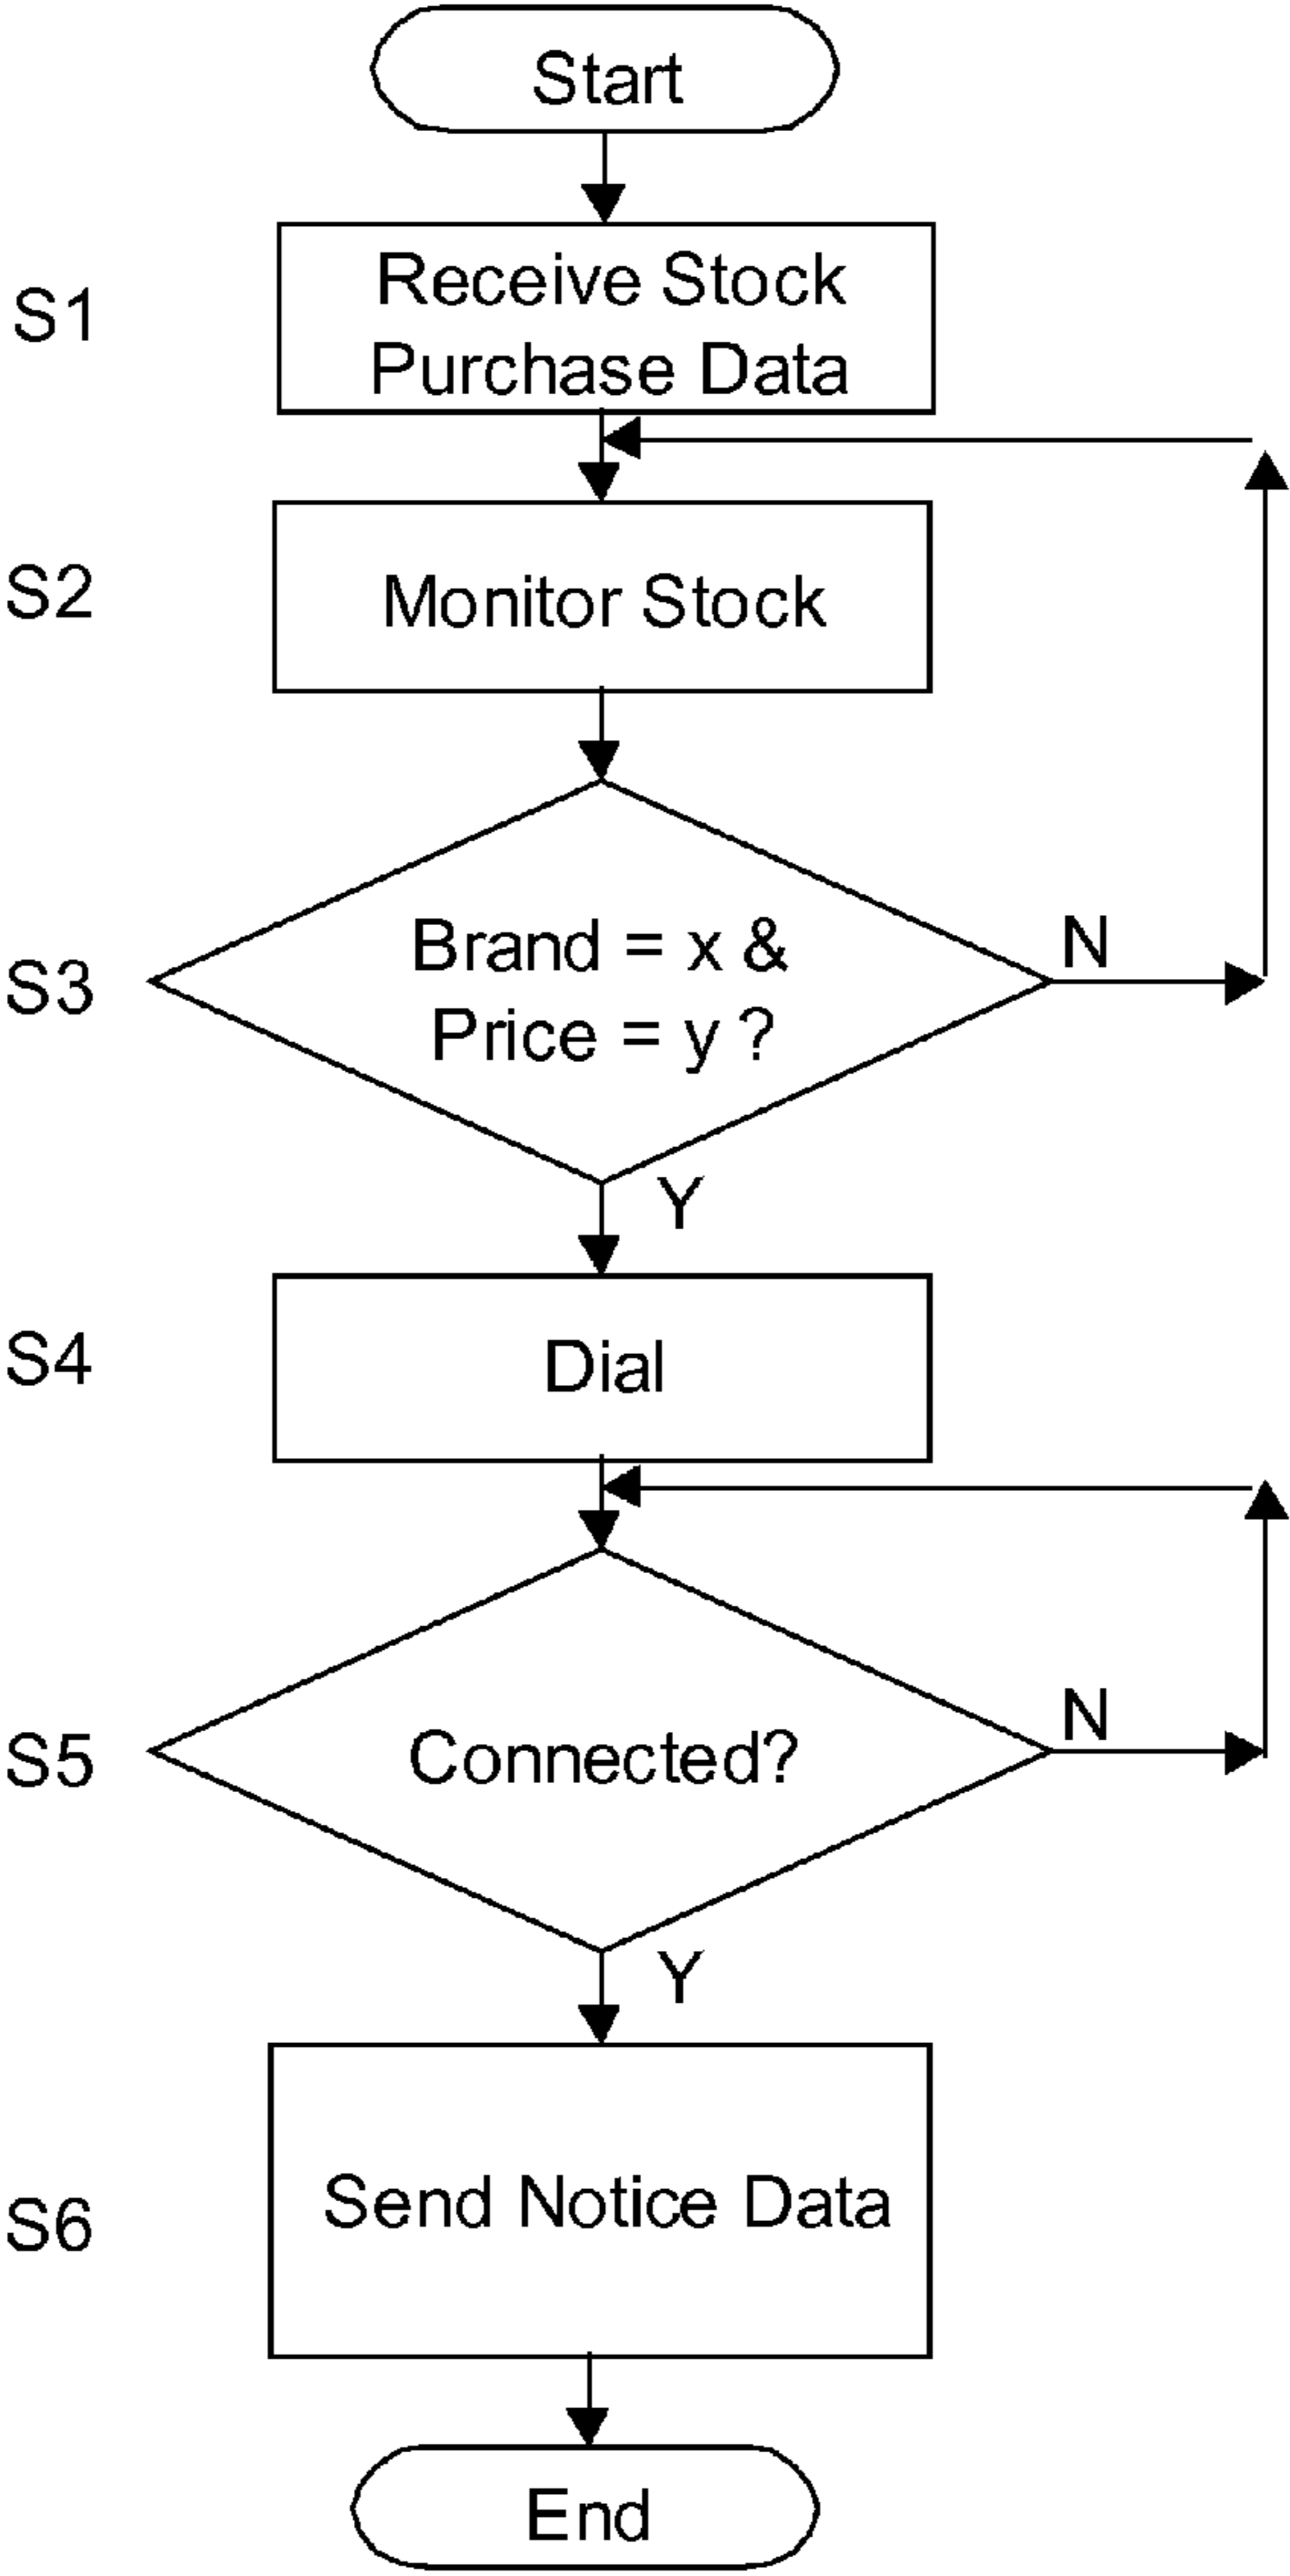 Start
S1
Receive Stock
Purchase Data
S2
Monitor Stock
S3
Brand = x &
Price = y ?
N
Y
S4
Dial
S5
Connected?
N
Y
S6
Send Notice Data
End